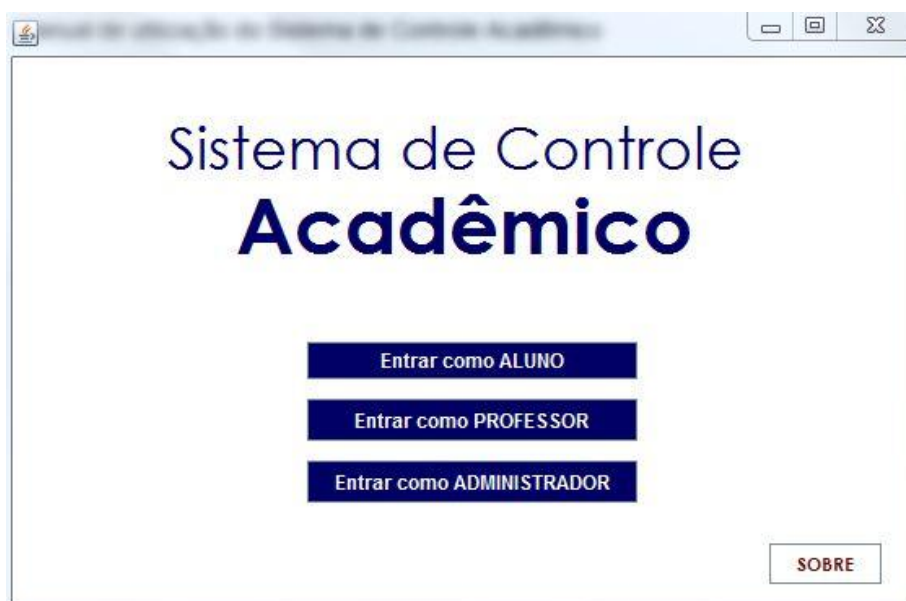 Sistema de Controle
Acadêmico
Entrar como ALUNO
Entrar como PROFESSOR
Entrar como ADMINISTRADOR
SOBRE